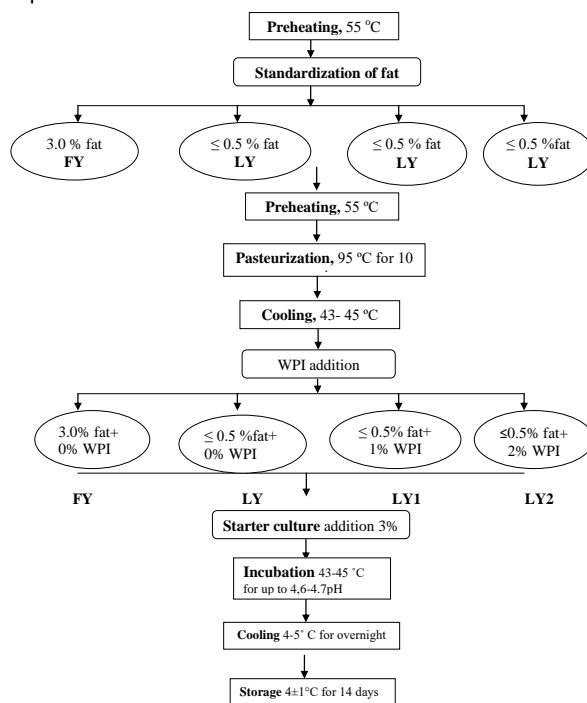 Preheating, 55 °C
Standardization of fat
3.0 % fat
FY
≤ 0.5 % fat
LY
≤ 0.5 % fat
LY
≤ 0.5 %fat
LY
Preheating, 55 ºC
Pasteurization, 95 ºC for 10
Cooling, 43- 45 ºC
WPI addition
3.0% fat+
0% WPI
≤ 0.5 %fat+
0% WPI
≤ 0.5% fat+
1% WPI
≤0.5% fat+
2% WPI
FY LY LY1 LY2
Starter culture addition 3%
Incubation 43-45 ˚C
for up to 4,6-4.7pH
Cooling 4-5˚ C for overnight
Storage 4±1°C for 14 days